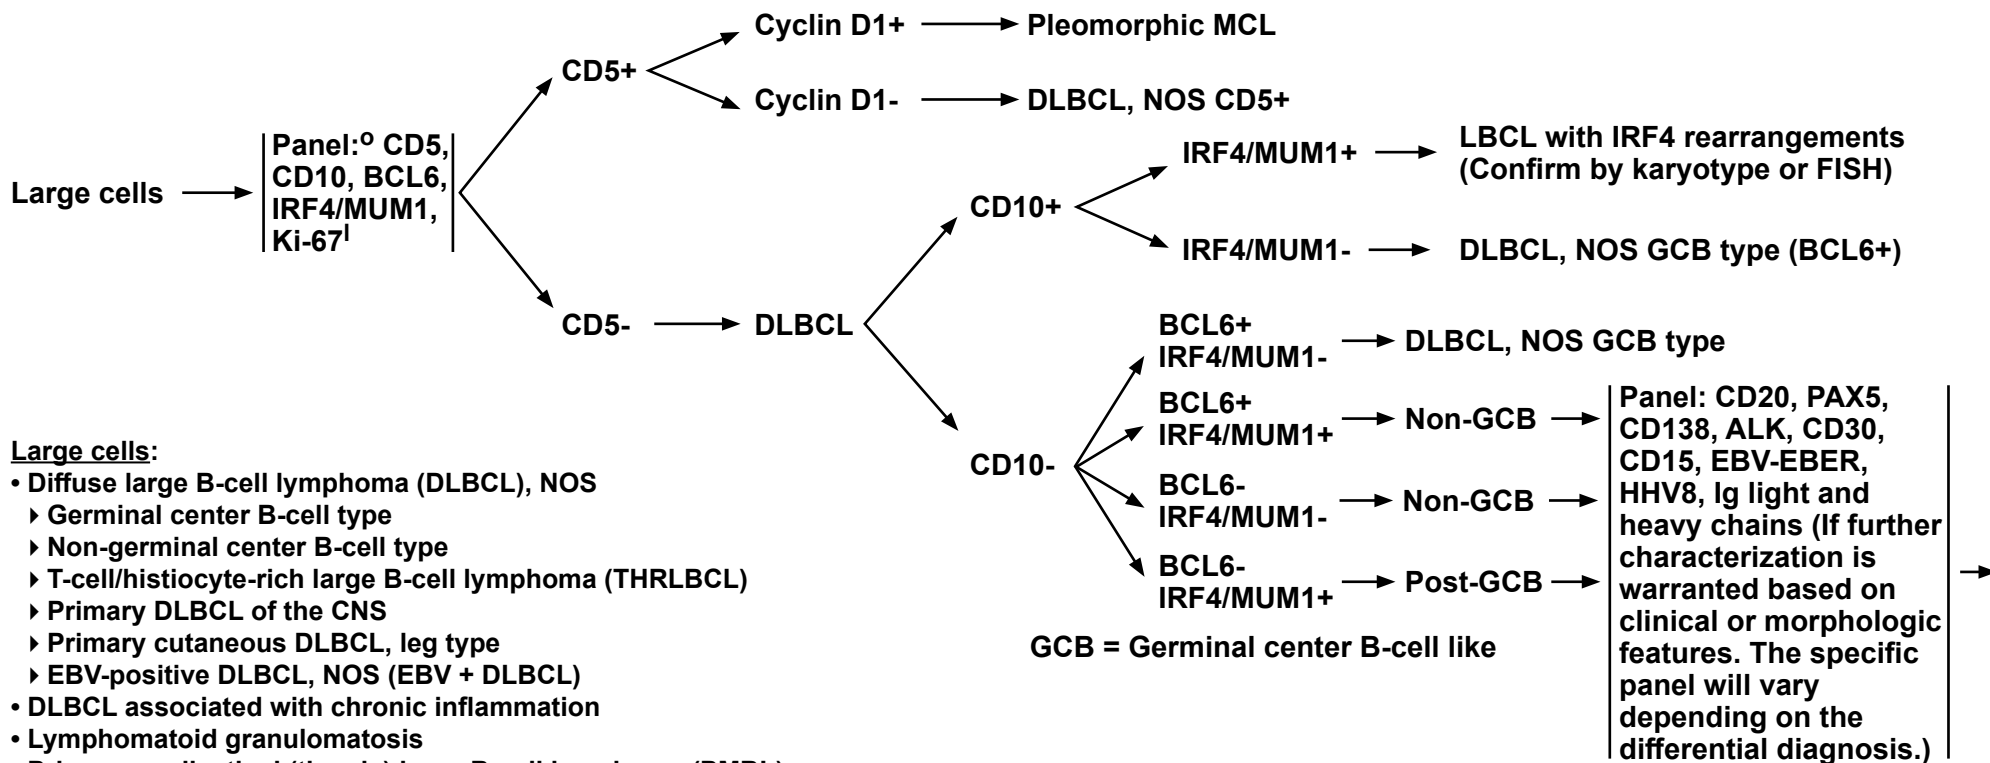 Cyclin D1+
Pleomorphic MCL
CD5+
Cyclin D1-
DLBCL, NOS CD5+
Large cells
Panel:o CD5,
CD10, BCL6,
IRF4/MUM1,
Ki-67l
IRF4/MUM1+
LBCL with IRF4 rearrangements
(Confirm by karyotype or FISH)
CD10+
IRF4/MUM1-
DLBCL, NOS GCB type (BCL6+)
CD5-
DLBCL
BCL6+
IRF4/MUM1-
DLBCL, NOS GCB type
CD10-
BCL6+
IRF4/MUM1+
Non-GCB
BCL6-
IRF4/MUM1-
Non-GCB
BCL6-
IRF4/MUM1+
Post-GCB
Panel: CD20, PAX5,
CD138, ALK, CD30,
CD15, EBV-EBER,
HHV8, Ig light and
heavy chains (If further
characterization is
warranted based on
clinical or morphologic
features. The specific
panel will vary
depending on the
differential diagnosis.)
GCB = Germinal center B-cell like
Large cells:
• Diffuse large B-cell lymphoma (DLBCL), NOS
▸ Germinal center B-cell type
▸ Non-germinal center B-cell type
▸ T-cell/histiocyte-rich large B-cell lymphoma (THRLBCL)
▸ Primary DLBCL of the CNS
▸ Primary cutaneous DLBCL, leg type
▸ EBV-positive DLBCL, NOS (EBV + DLBCL)
• DLBCL associated with chronic inflammation
• Lymphomatoid granulomatosis